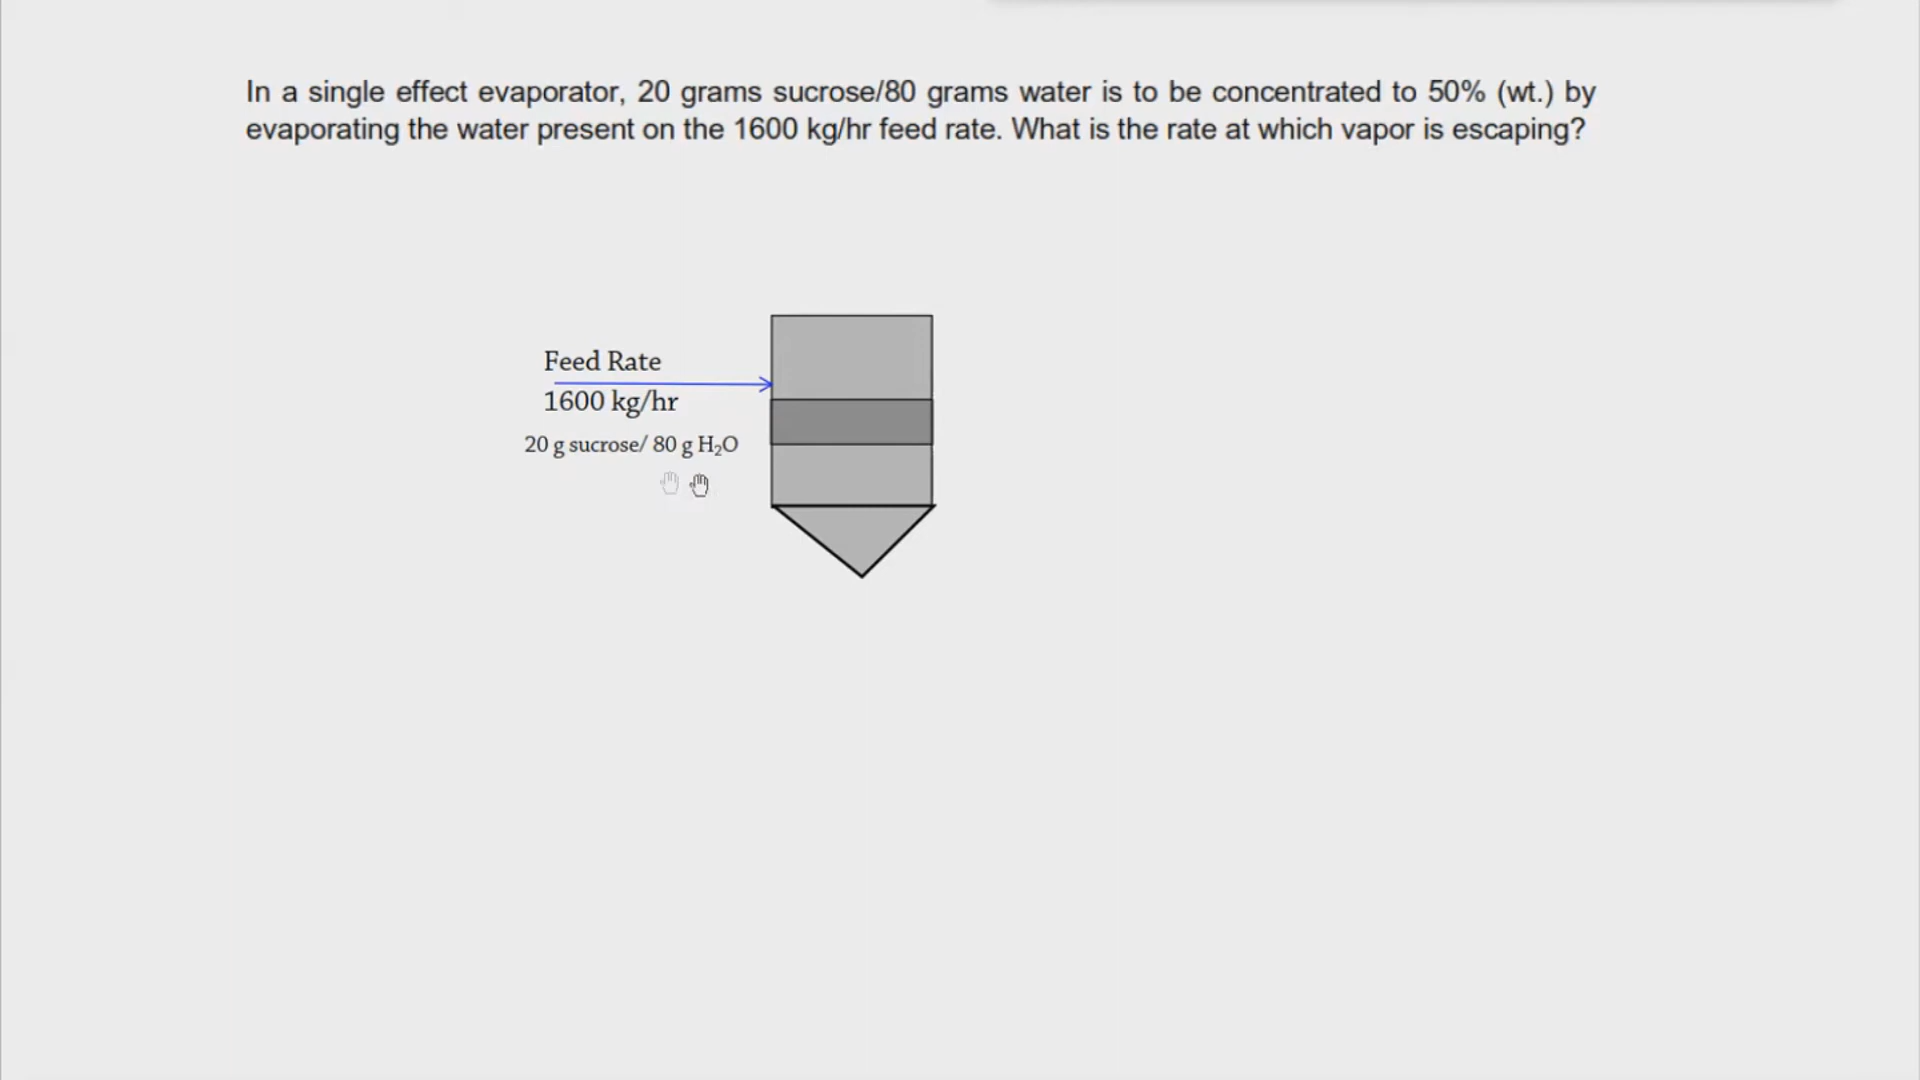 In a single effect evaporator, 20 grams sucrose/80 grams water is to be concentrated to 50% (wt.) by
evaporating the water present on the 1600 kg/hr feed rate. What is the rate at which vapor is escaping?
Feed Rate
1600 kg/hr
20 g sucrose/ 80 g H₂O